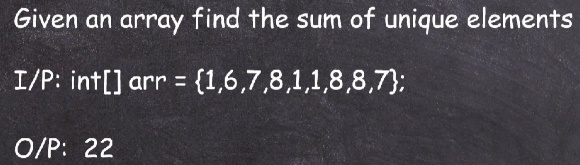 Given an array find the sum of unique elements
I/P: int[] arr = {1,6,7,8,1,1,8,8,7};
O/P: 22